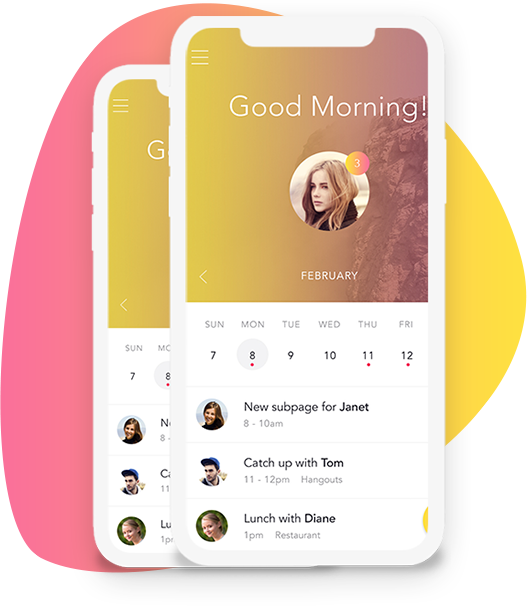 Good Morning!
3
FEBRUARY
SUN MON TUE WED THU FRI
7 8 9 10 11 12
New subpage for Janet
8 - 10am
Catch up with Tom
11 - 12pm Hangouts
Lunch with Diane
1pm Restaurant
G
SUN MO
7 8
N
8 -
Ca
11
Lu
1pm